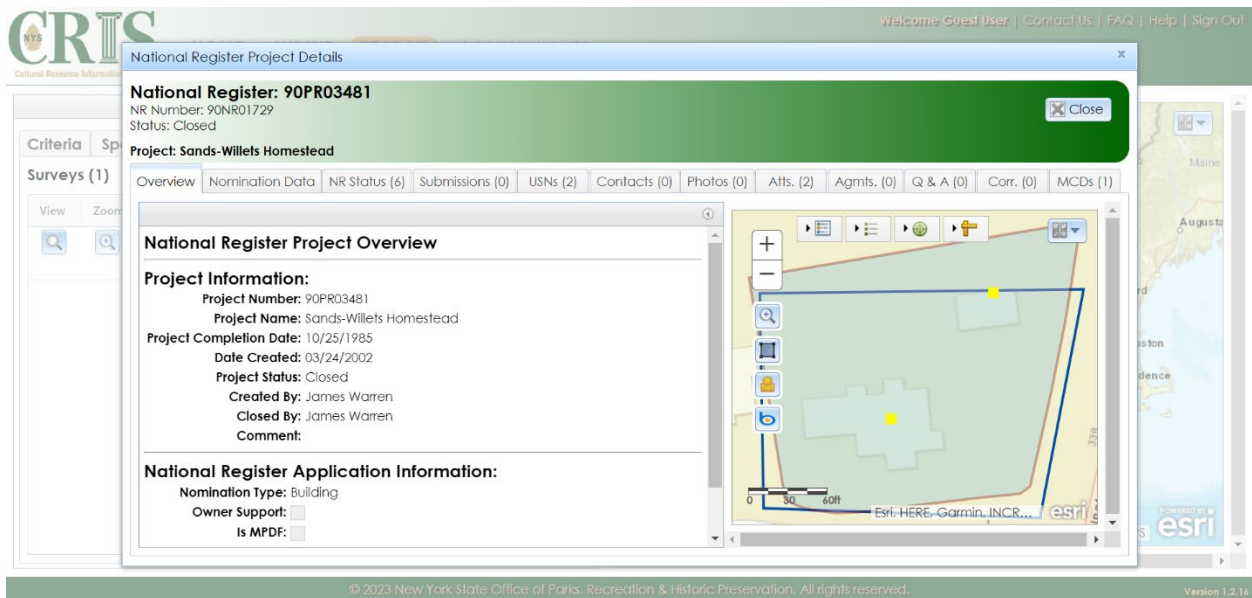 NYS
CRIS
Welcome Guest User | Contact Us | FAQ | Help | Sign Out
National Register Project Details
National Register: 90PR03481
NR Number: 90NR01729
Status: Closed
Close
Project: Sands-Willets Homestead
Criteria
Surveys (1)
View Zoom
Overview Nomination Data NR Status (6) Submissions (0) USNs (2) Contacts (0) Photos (0) Atts. (2) Agmts. (0) Q & A (0) Corr. (0) MCDs (1)
National Register Project Overview
Project Information:
Project Number: 90PR03481
Project Name: Sands-Willets Homestead
Project Completion Date: 10/25/1985
Date Created: 03/24/2002
Project Status: Closed
Created By: James Warren
Closed By: James Warren
Comment:
National Register Application Information:
Nomination Type: Building
Owner Support:
Is MPDF:
+
−
338
0 30 60ft
Esri, HERE, Garmin, INCR...
esri
Maine
Augusta
POWERED BY
esri
© 2023 New York State Office of Parks, Recreation & Historic Preservation. All rights reserved.
Version 1.2.16